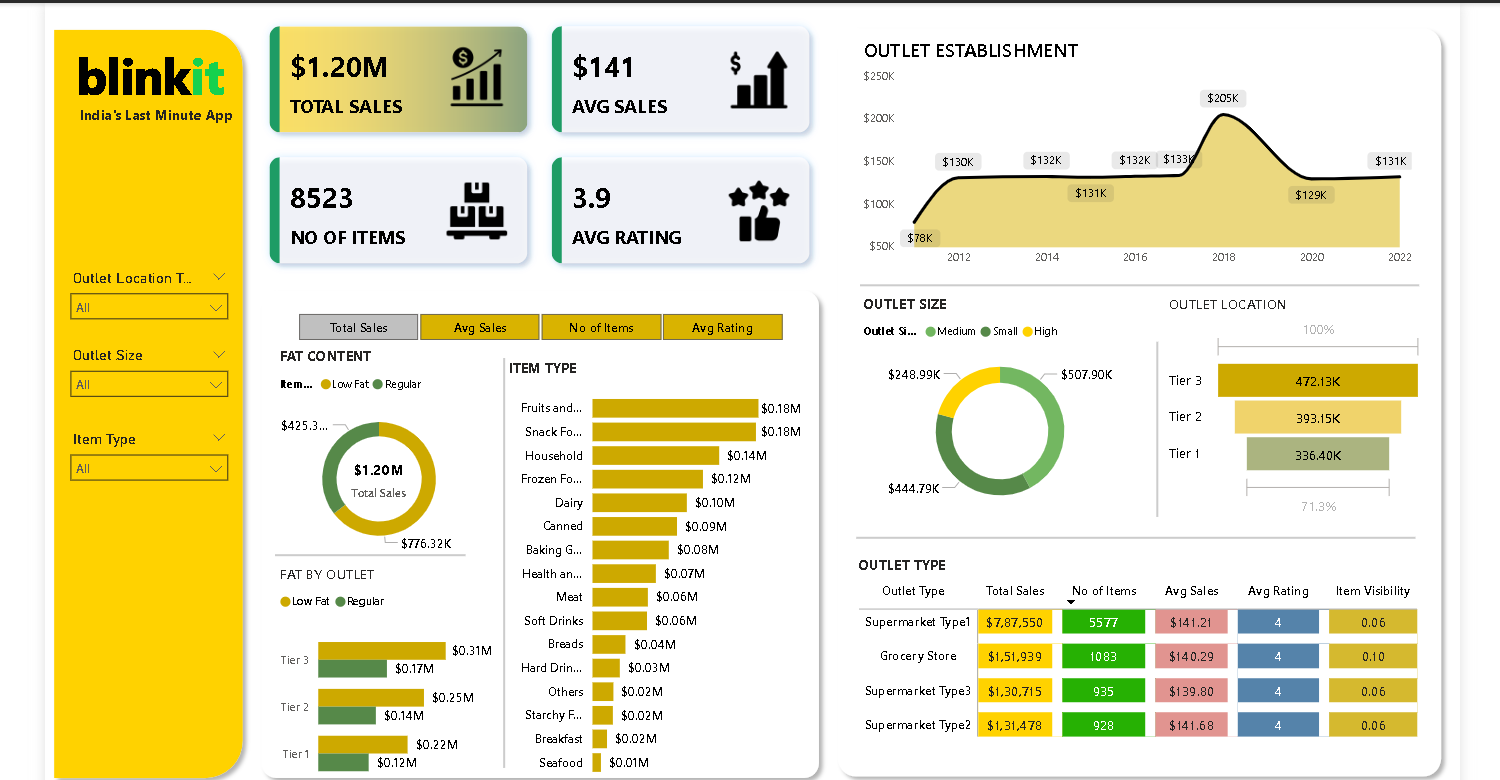 blinkit
India's Last Minute App
Outlet Location T...
All
Outlet Size
All
Item Type
All
$1.20M
TOTAL SALES
$141
AVG SALES
8523
NO OF ITEMS
3.9
AVG RATING
Total Sales
Avg Sales
No of Items
Avg Rating
FAT CONTENT
Item...
Low Fat
Regular
$425.3...
$1.20M
Total Sales
$776.32K
FAT BY OUTLET
Low Fat
Regular
Tier 3
$0.31M
$0.17M
Tier 2
$0.25M
$0.14M
Tier 1
$0.22M
$0.12M
ITEM TYPE
Fruits and... $0.18M
Snack Fo... $0.18M
Household $0.14M
Frozen Fo... $0.12M
Dairy $0.10M
Canned $0.09M
Baking G... $0.08M
Health an... $0.07M
Meat $0.06M
Soft Drinks $0.06M
Breads $0.04M
Hard Drin... $0.03M
Others $0.02M
Starchy F... $0.02M
Breakfast $0.02M
Seafood $0.01M
OUTLET ESTABLISHMENT
$250K
$200K
$150K
$100K
$50K
$78K
$130K
$132K
$131K
$132K
$133K
$205K
$129K
$131K
2012 2014 2016 2018 2020 2022
OUTLET SIZE
Outlet Si... Medium Small High
$248.99K
$507.90K
$444.79K
OUTLET LOCATION
100%
Tier 3 472.13K
Tier 2 393.15K
Tier 1 336.40K
71.3%
OUTLET TYPE
Outlet Type Total Sales No of Items Avg Sales Avg Rating Item Visibility
Supermarket Type1 $7,87,550 5577 $141.21 4 0.06
Grocery Store $1,51,939 1083 $140.29 4 0.10
Supermarket Type3 $1,30,715 935 $139.80 4 0.06
Supermarket Type2 $1,31,478 928 $141.68 4 0.06